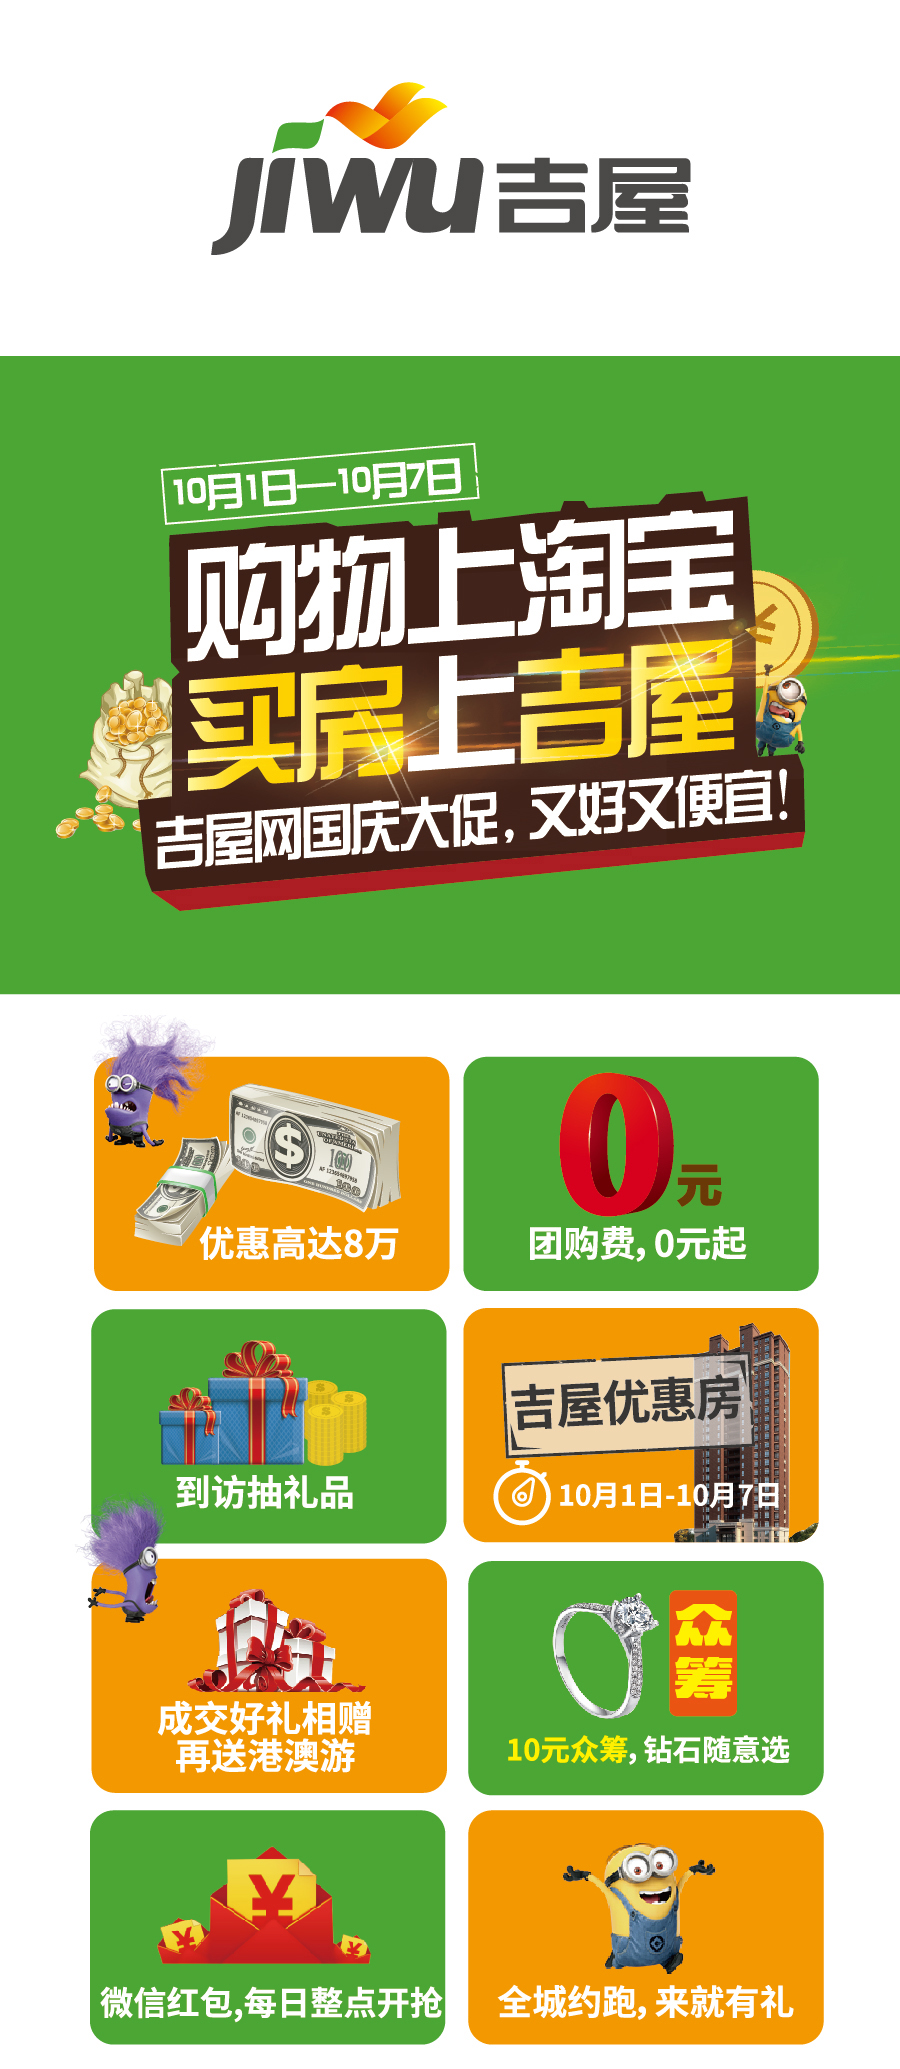 JIWU吉屋
10月1日—10月7日
购物上淘宝
买房上吉屋
吉屋网国庆大促，又好又便宜！
优惠高达8万
0元
团购费，0元起
到访抽礼品
吉屋优惠房
10月1日-10月7日
成交好礼相赠
再送港澳游
众筹
10元众筹，钻石随意选
¥
¥
¥
微信红包,每日整点开抢
全城约跑，来就有礼